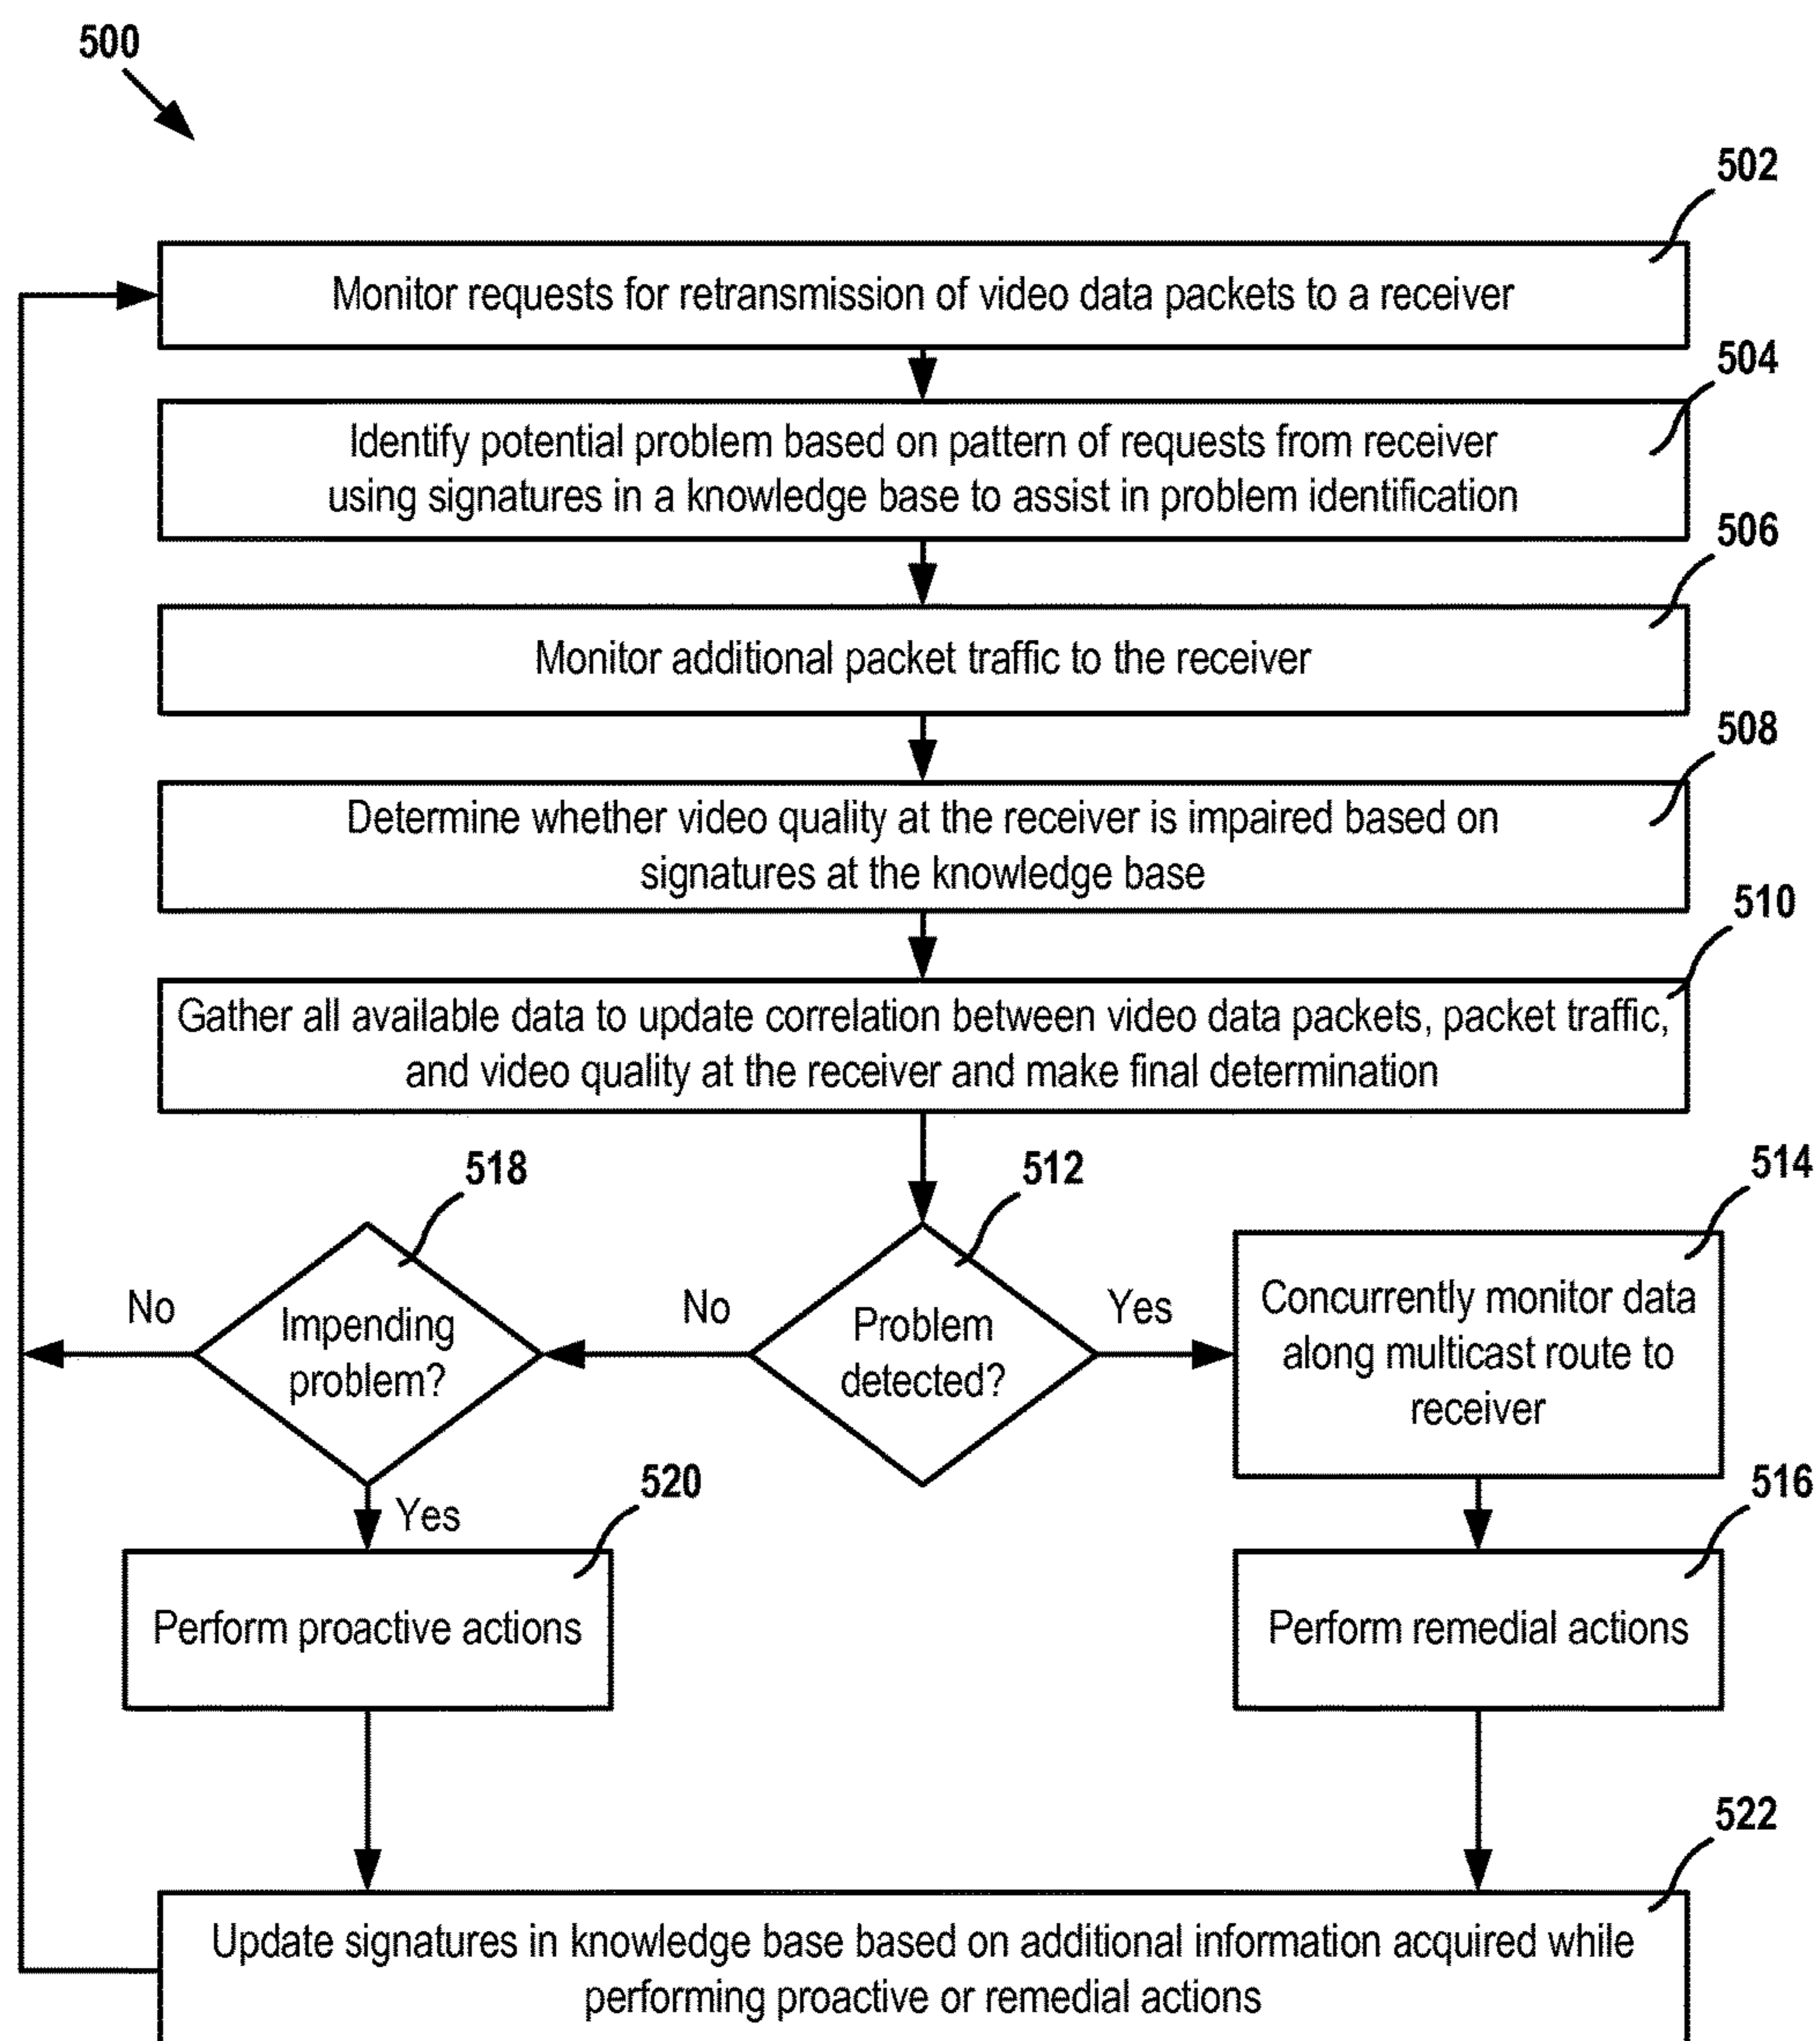 500
502
Monitor requests for retransmission of video data packets to a receiver
504
Identify potential problem based on pattern of requests from receiver
using signatures in a knowledge base to assist in problem identification
506
Monitor additional packet traffic to the receiver
508
Determine whether video quality at the receiver is impaired based on
signatures at the knowledge base
510
Gather all available data to update correlation between video data packets, packet traffic,
and video quality at the receiver and make final determination
518
512
514
No
Impending
problem?
No
Problem
detected?
Yes
Concurrently monitor data
along multicast route to
receiver
Yes
520
516
Perform proactive actions
Perform remedial actions
522
Update signatures in knowledge base based on additional information acquired while
performing proactive or remedial actions